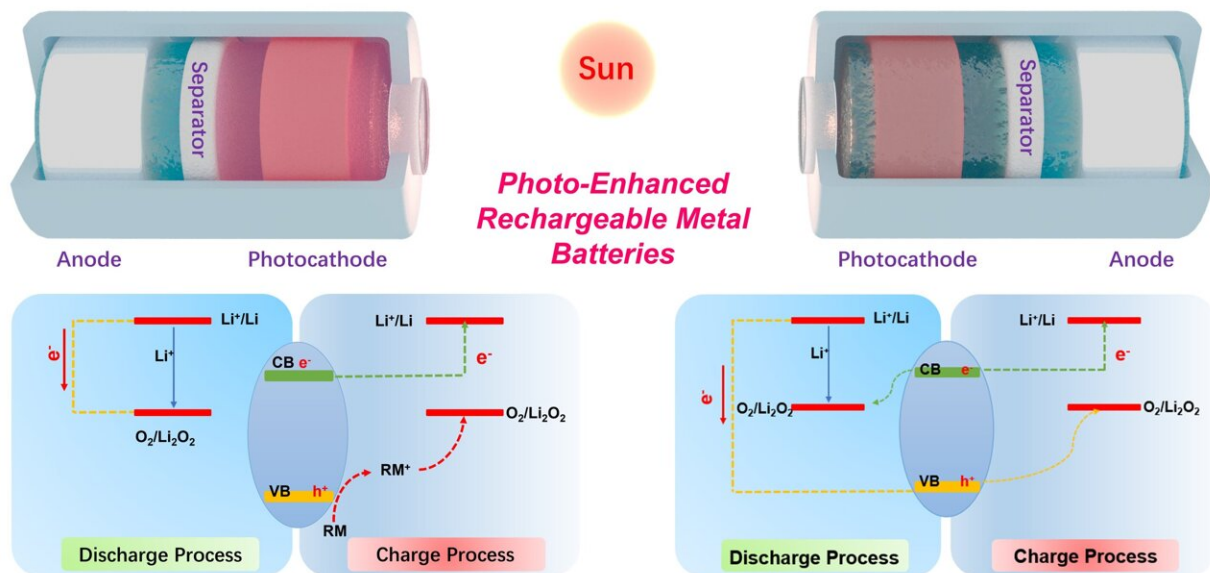 Sun
Separator
Separator
Photo-Enhanced
Rechargeable Metal
Batteries
Anode
Photocathode
Photocathode
Anode
Li⁺/Li
Li⁺
e⁻
O₂/Li₂O₂
CB e⁻
VB h⁺
Li⁺/Li
e⁻
O₂/Li₂O₂
RM⁺
RM
Discharge Process
Charge Process
Li⁺/Li
Li⁺
e⁻
O₂/Li₂O₂
CB e⁻
VB h⁺
Li⁺/Li
e⁻
O₂/Li₂O₂
Discharge Process
Charge Process